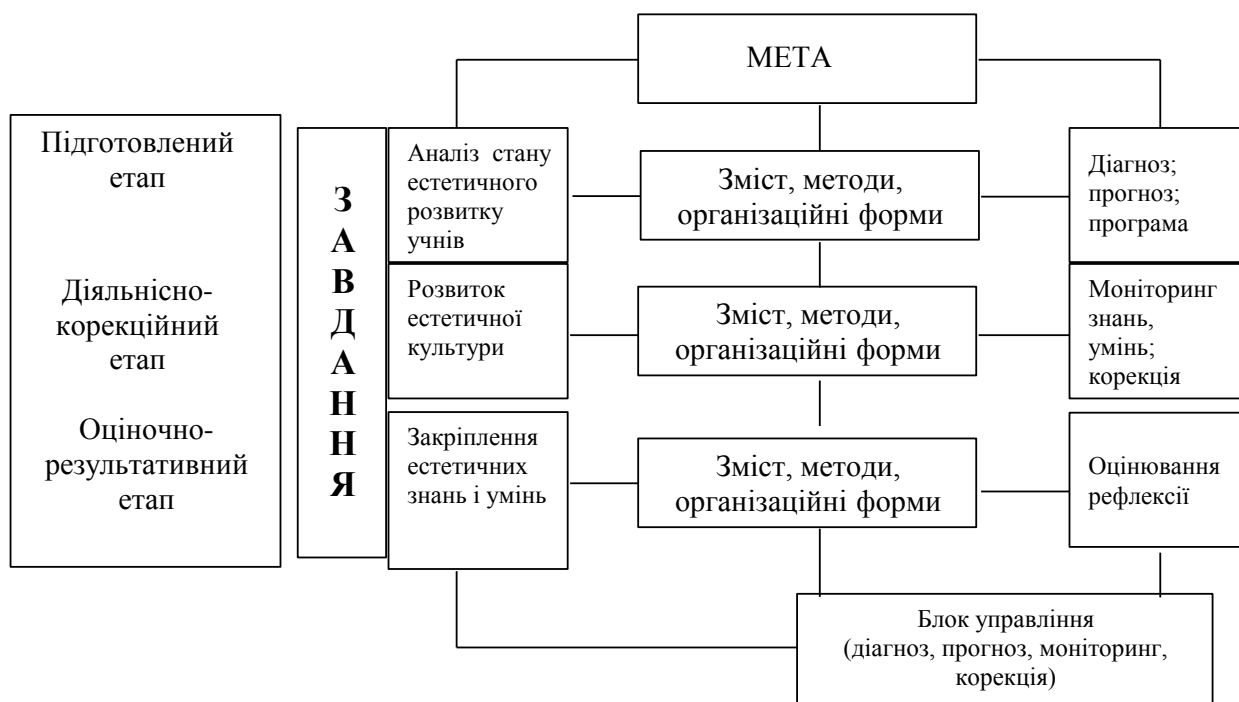 МЕТА
Підготовлений
етап
Діяльнісно-
корекційний
етап
Оціночно-
результативний
етап
З
А
В
Д
А
Н
Н
Я
Аналіз стану
естетичного
розвитку
учнів
Зміст, методи,
організаційні форми
Діагноз;
прогноз;
програма
Розвиток
естетичної
культури
Зміст, методи,
організаційні форми
Моніторинг
знань,
умінь;
корекція
Закріплення
естетичних
знань і умінь
Зміст, методи,
організаційні форми
Оцінювання
рефлексії
Блок управління
(діагноз, прогноз, моніторинг,
корекція)